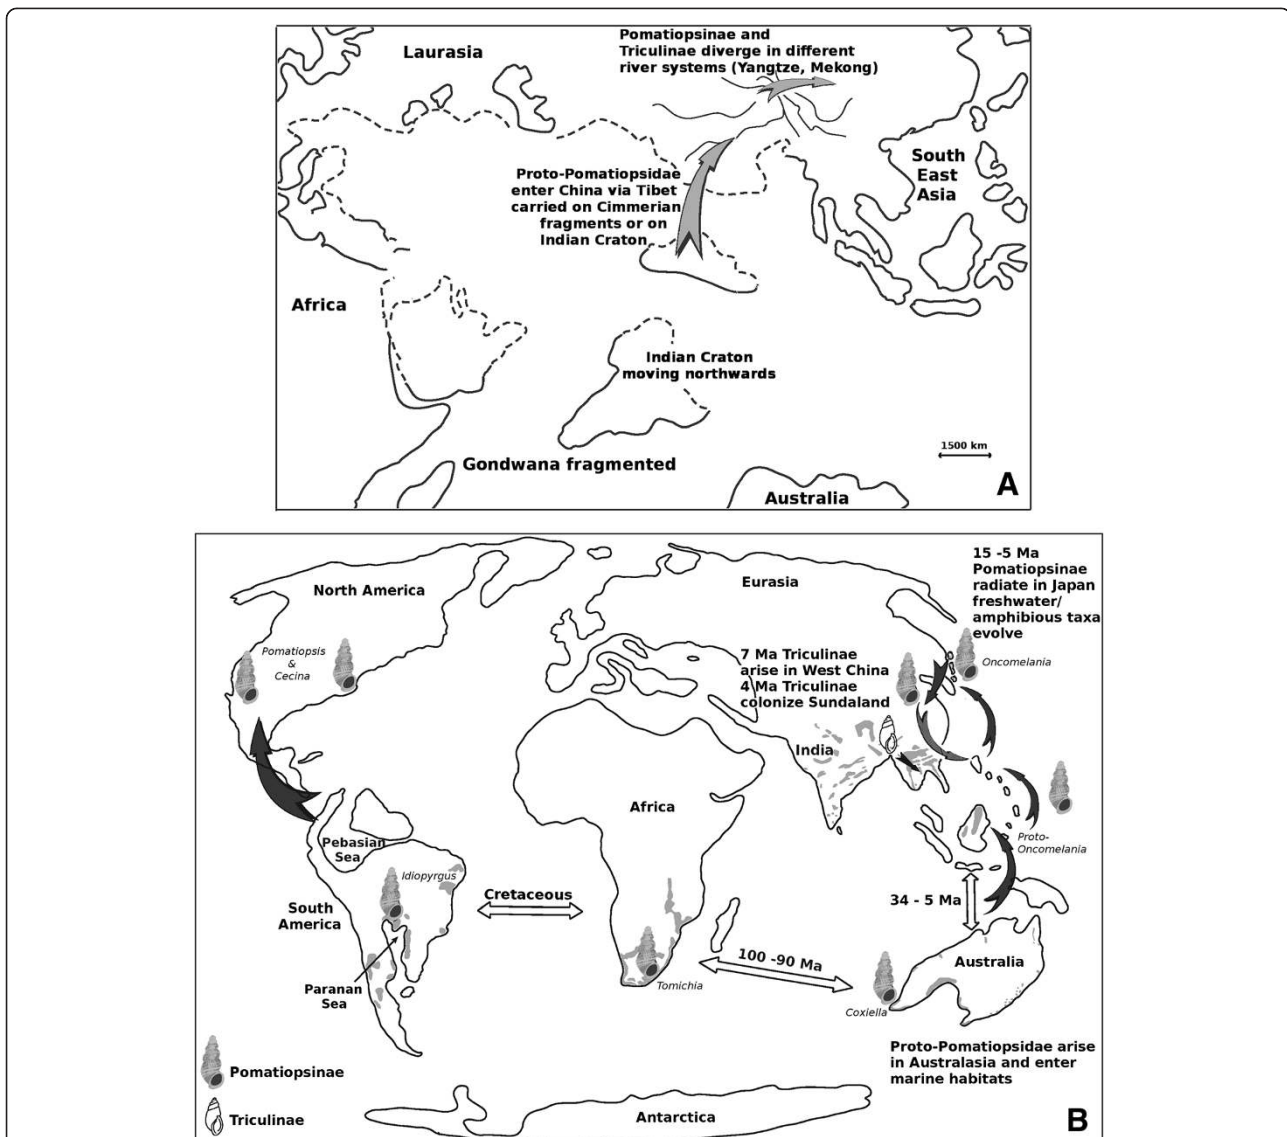 Pomatiopsinae and
Triculinae diverge in different
river systems (Yangtze, Mekong)
Laurasia
South
East
Asia
Proto-Pomatiopsidae
enter China via Tibet
carried on Cimmerian
fragments or on
Indian Craton
Africa
Indian Craton
moving northwards
1500 km
Gondwana fragmented
Australia
A
15 -5 Ma
Pomatiopsinae
radiate in Japan
freshwater/
amphibious taxa
evolve
North America
Eurasia
Pomatiopsis
&
Cecina
7 Ma Triculinae
arise in West China
4 Ma Triculinae
colonize Sundaland
Oncomelania
India
Africa
Proto-
Oncomelania
Pebasian
Sea
Idiopyrgus
Cretaceous
34 - 5 Ma
South
America
100 -90 Ma
Australia
Paranan
Sea
Tomichia
Coxiella
Proto-Pomatiopsidae arise
in Australasia and enter
marine habitats
Pomatiopsinae
Triculinae
Antarctica
B